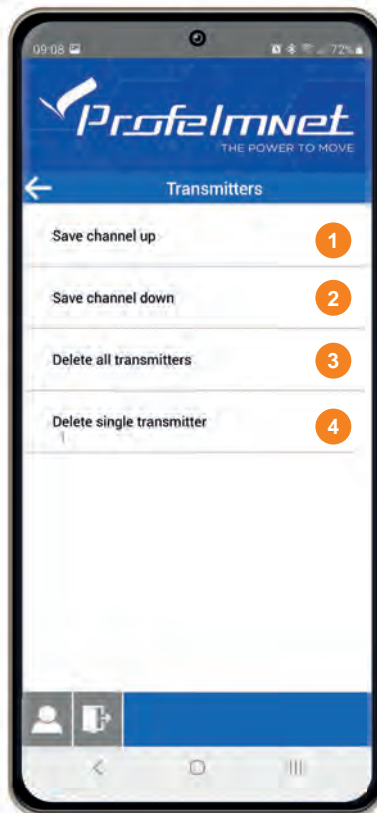 09:08 72%
Profelmnet
THE POWER TO MOVE
Transmitters
Save channel up 1
Save channel down 2
Delete all transmitters 3
Delete single transmitter 4